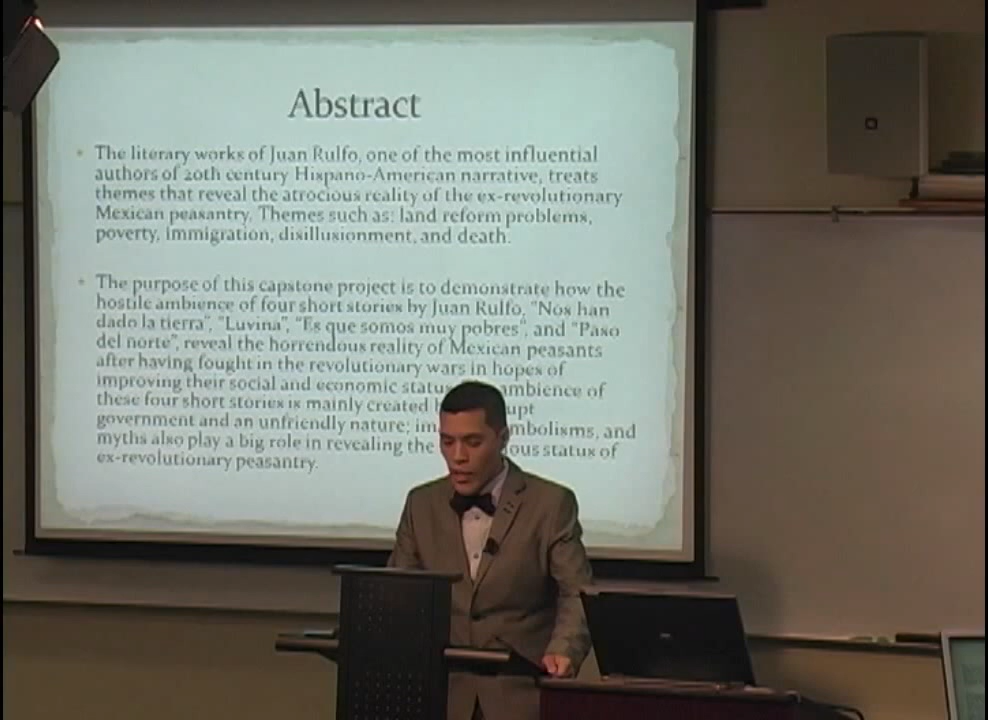 Abstract
The literary works of Juan Rulfo, one of the most influential
authors of 20th century Hispano-American narrative, treats
themes that reveal the atrocious reality of the ex-revolutionary
Mexican peasantry. Themes such as: land reform problems,
poverty, immigration, disillusionment, and death.
The purpose of this capstone project is to demonstrate how the
hostile ambience of four short stories by Juan Rulfo, "Nos han
dado la tierra", "Luvina", "Es que somos muy pobres", and "Paso
del norte", reveal the horrendous reality of Mexican peasants
after having fought in the revolutionary wars in hopes of
improving their social and economic status ambience of
these four short stories is mainly created
government and an unfriendly nature; and
myths also play a big role in revealing the status of
ex-revolutionary peasantry.